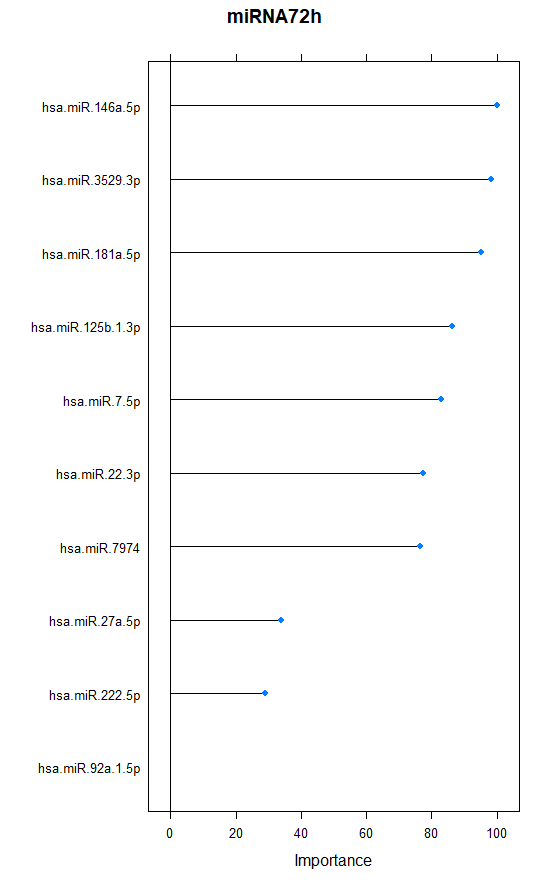 miRNA72h
hsa.miR.146a.5p
hsa.miR.3529.3p
hsa.miR.181a.5p
hsa.miR.125b.1.3p
hsa.miR.7.5p
hsa.miR.22.3p
hsa.miR.7974
hsa.miR.27a.5p
hsa.miR.222.5p
hsa.miR.92a.1.5p
0 20 40 60 80 100
Importance